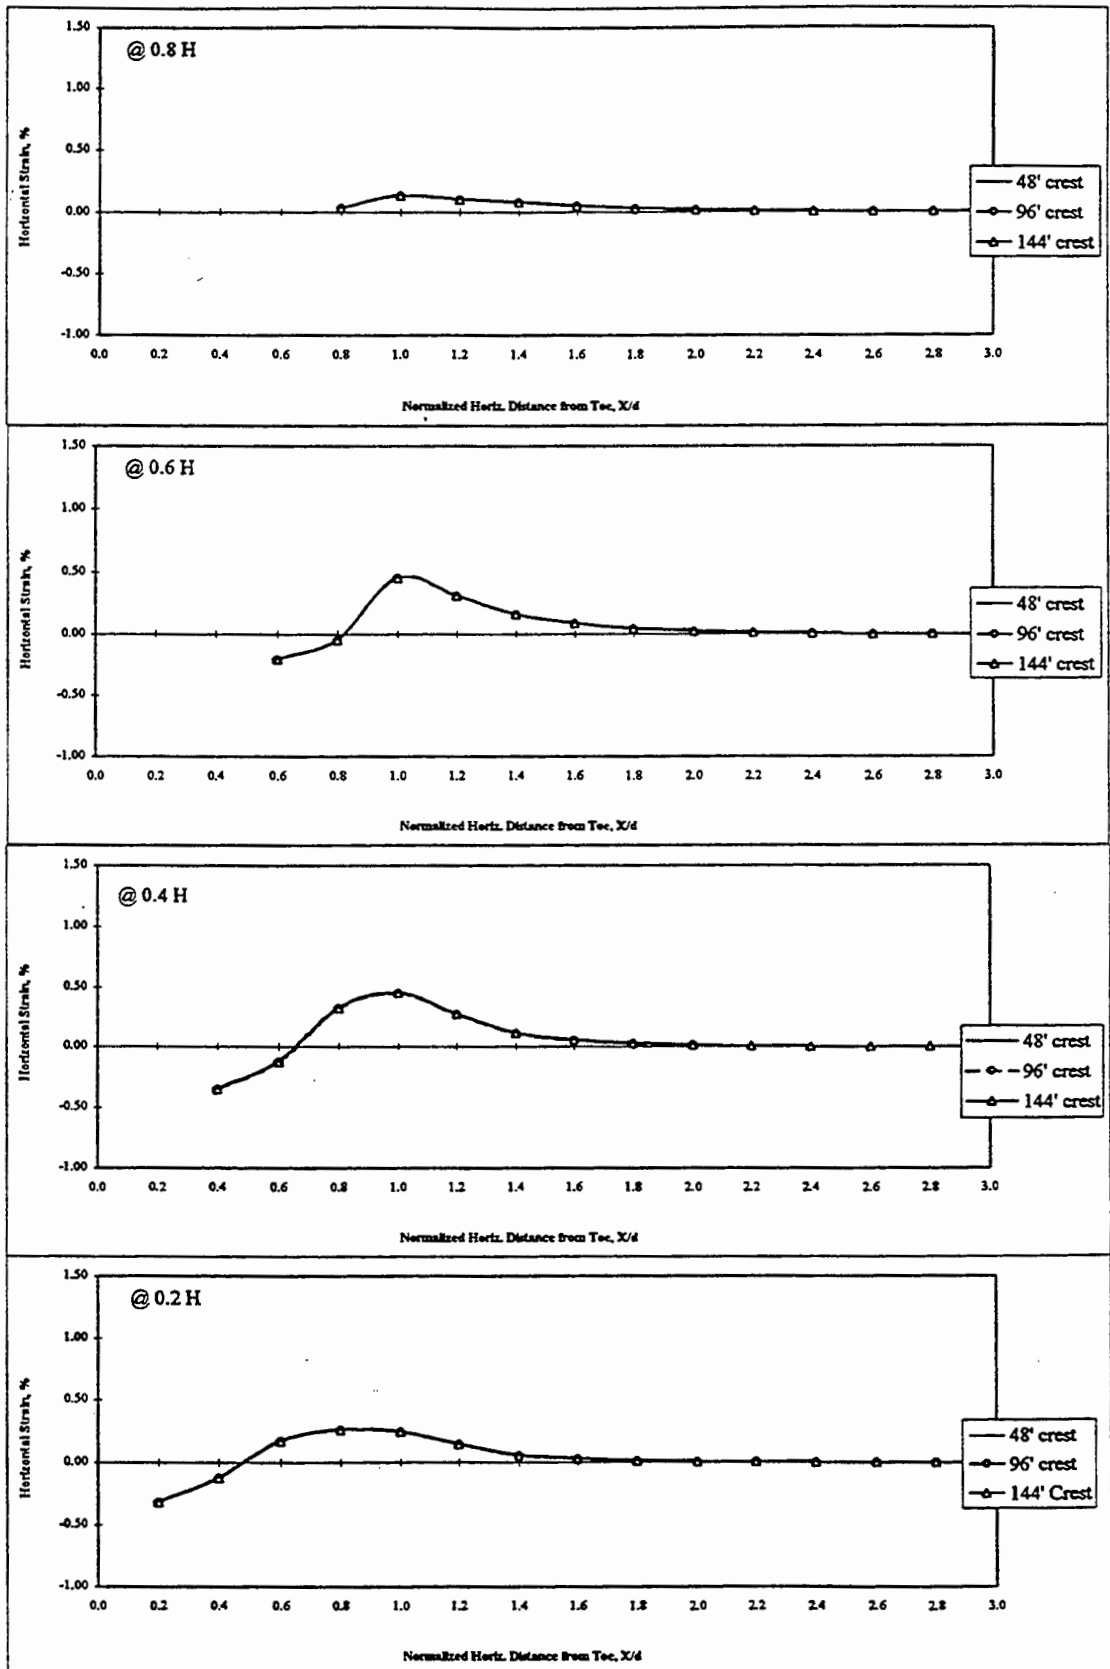 @ 0.8 H
Horizontal Strain, %
1.50
1.00
0.50
0.00
-0.50
-1.00
0.0 0.2 0.4 0.6 0.8 1.0 1.2 1.4 1.6 1.8 2.0 2.2 2.4 2.6 2.8 3.0
Normalized Horiz. Distance from Toe, X/d
48' crest
96' crest
144' crest
@ 0.6 H
Horizontal Strain, %
1.50
1.00
0.50
0.00
-0.50
-1.00
0.0 0.2 0.4 0.6 0.8 1.0 1.2 1.4 1.6 1.8 2.0 2.2 2.4 2.6 2.8 3.0
Normalized Horiz. Distance from Toe, X/d
48' crest
96' crest
144' crest
@ 0.4 H
Horizontal Strain, %
1.50
1.00
0.50
0.00
-0.50
-1.00
0.0 0.2 0.4 0.6 0.8 1.0 1.2 1.4 1.6 1.8 2.0 2.2 2.4 2.6 2.8 3.0
Normalized Horiz. Distance from Toe, X/d
48' crest
96' crest
144' crest
@ 0.2 H
Horizontal Strain, %
1.50
1.00
0.50
0.00
-0.50
-1.00
0.0 0.2 0.4 0.6 0.8 1.0 1.2 1.4 1.6 1.8 2.0 2.2 2.4 2.6 2.8 3.0
Normalized Horiz. Distance from Toe, X/d
48' crest
96' crest
144' Crest